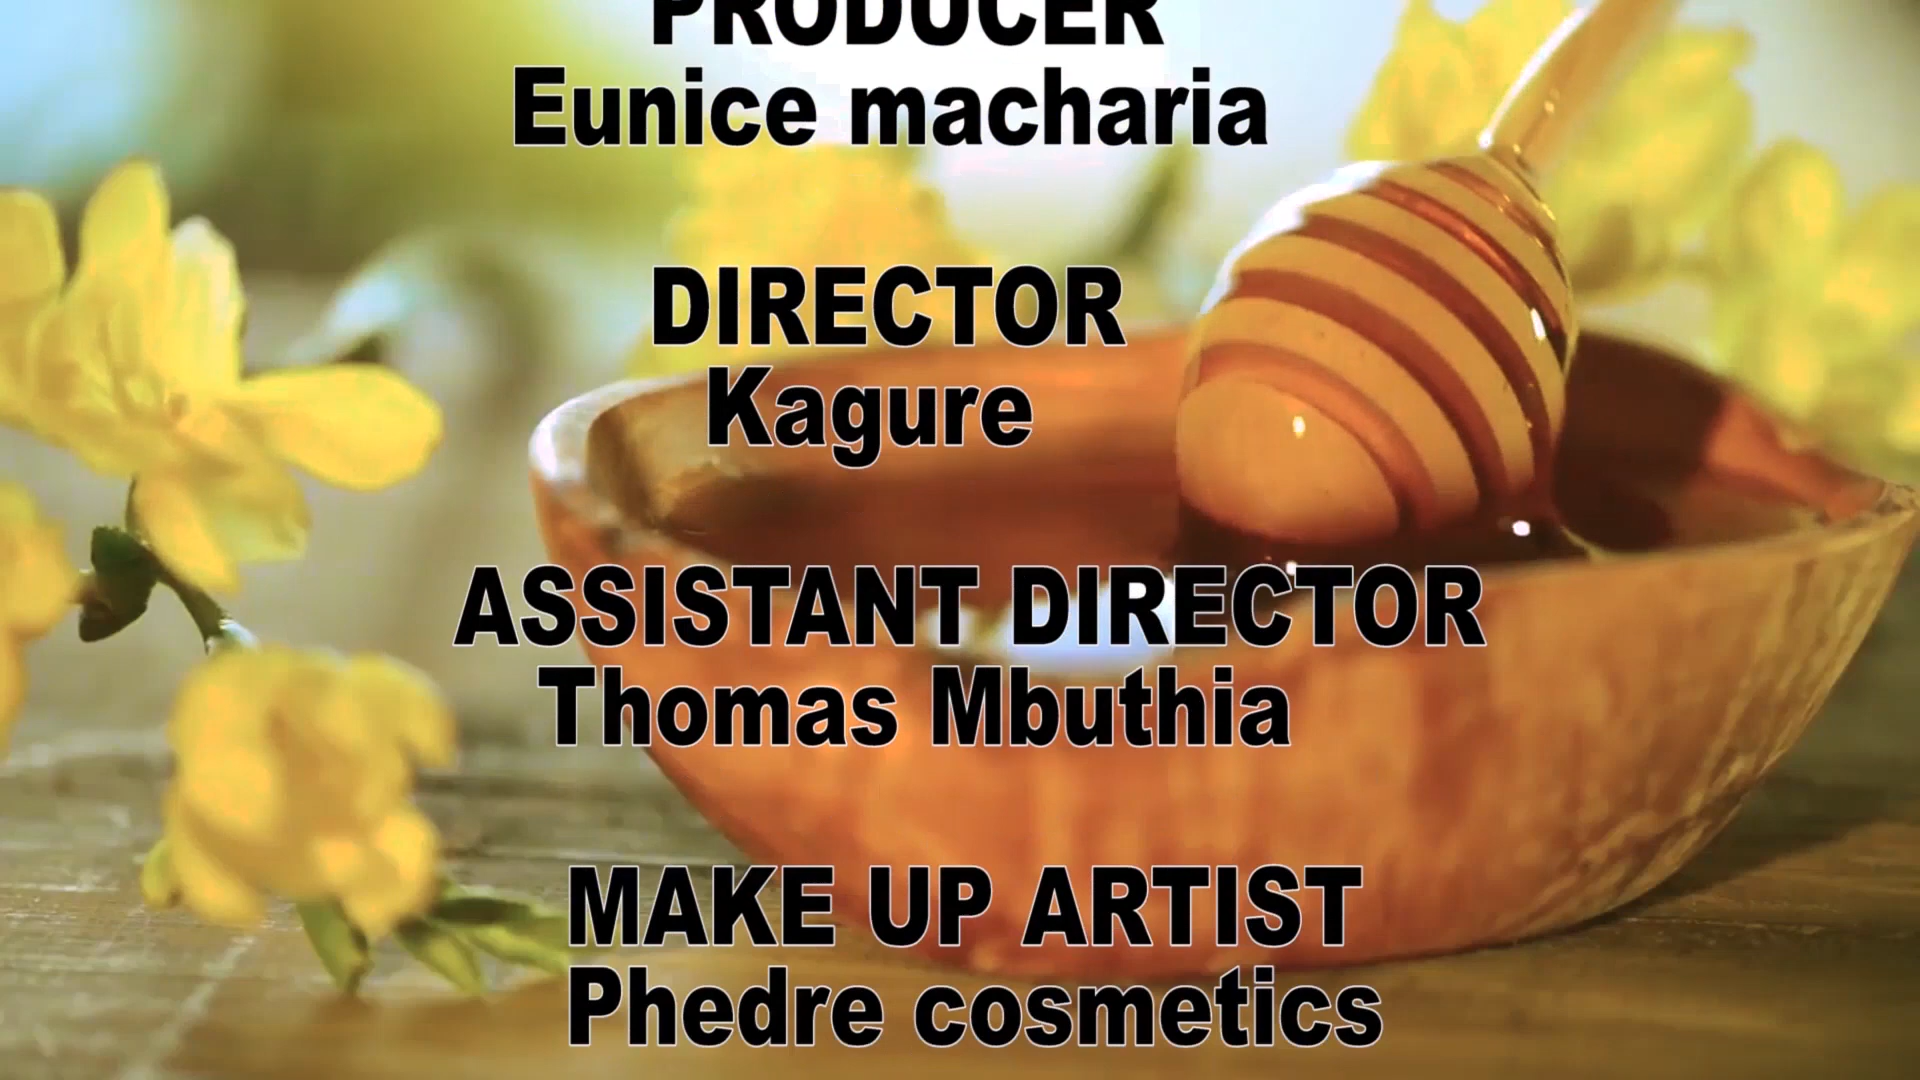 PRODUCER
Eunice macharia
DIRECTOR
Kagure
ASSISTANT DIRECTOR
Thomas Mbuthia
MAKE UP ARTIST
Phedre cosmetics